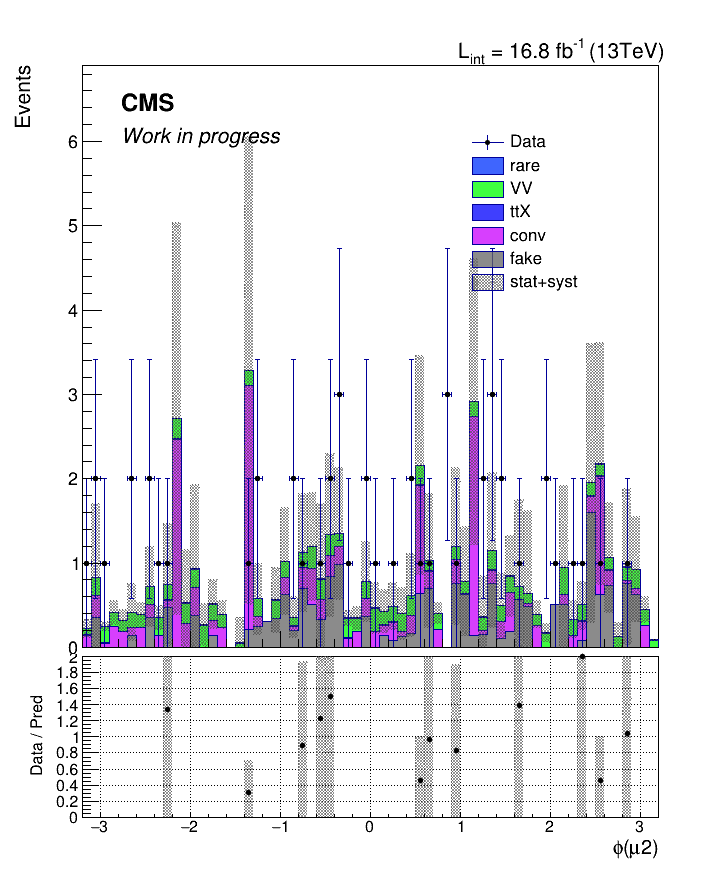 L_int = 16.8 fb^-1 (13TeV)
Events
CMS
Work in progress
Data
rare
VV
ttX
conv
fake
stat+syst
6
5
4
3
2
1
0
Data / Pred
2
1.8
1.6
1.4
1.2
1
0.8
0.6
0.4
0.2
0
−3 −2 −1 0 1 2 3
ϕ(μ2)